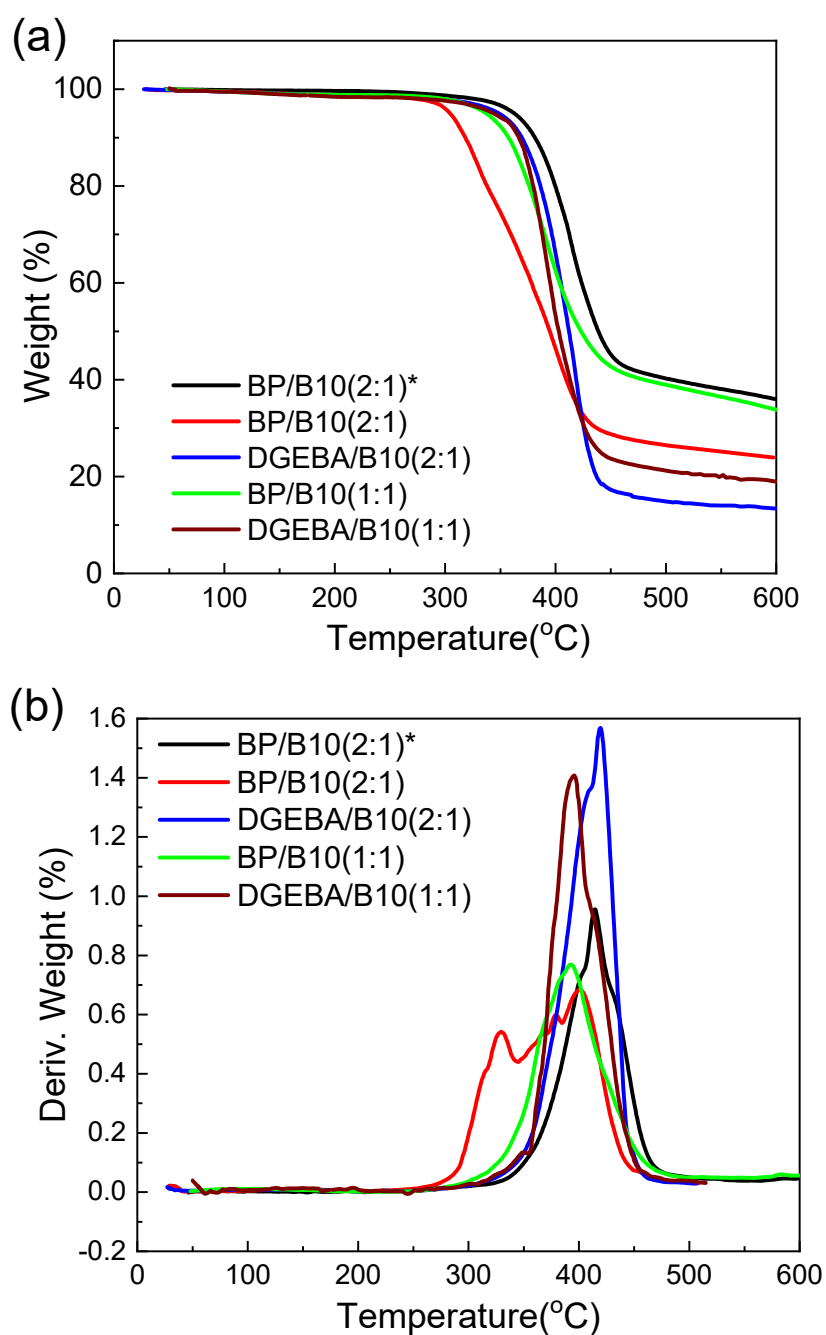 (a)
100
80
60
40
20
0
Weight (%)
BP/B10(2:1)*
BP/B10(2:1)
DGEBA/B10(2:1)
BP/B10(1:1)
DGEBA/B10(1:1)
0 100 200 300 400 500 600
Temperature(°C)
(b)
1.6
1.4
1.2
1.0
0.8
0.6
0.4
0.2
0.0
-0.2
Deriv. Weight (%)
BP/B10(2:1)*
BP/B10(2:1)
DGEBA/B10(2:1)
BP/B10(1:1)
DGEBA/B10(1:1)
0 100 200 300 400 500 600
Temperature(°C)